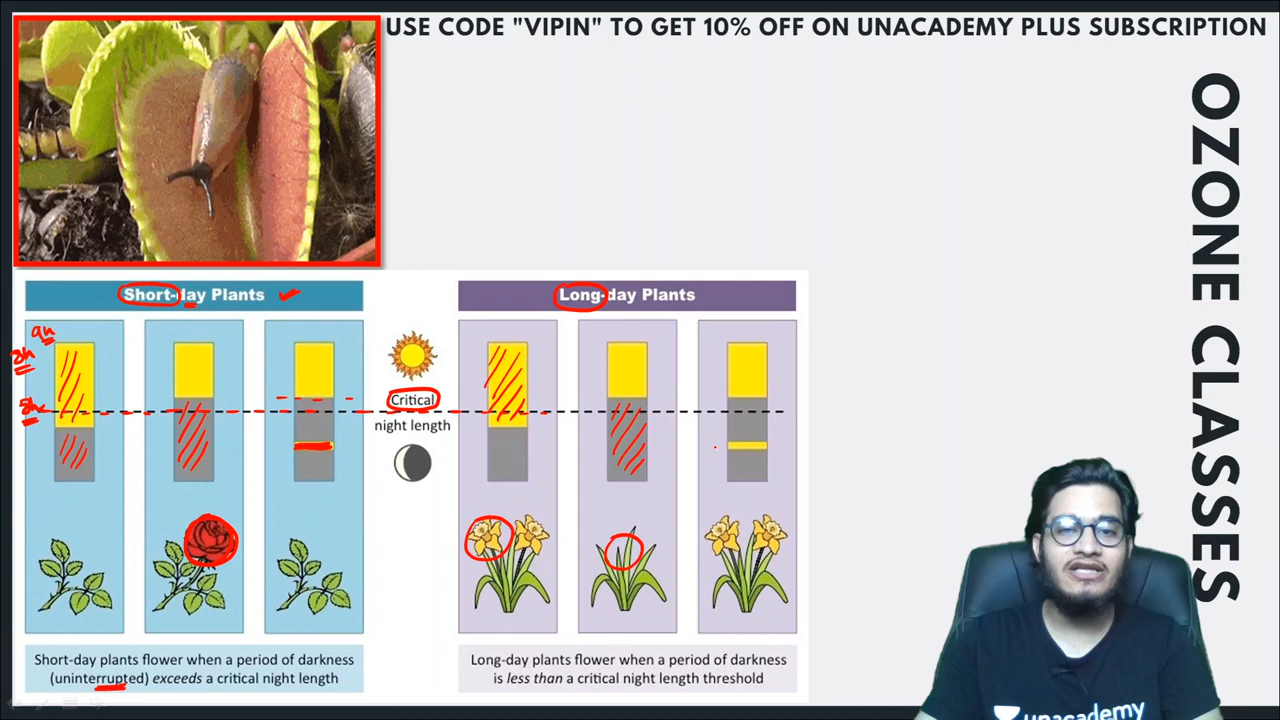 USE CODE "VIPIN" TO GET 10% OFF ON UNACADEMY PLUS SUBSCRIPTION
OZONE CLASSES
Short-day Plants
Long-day Plants
Critical
night length
Short-day plants flower when a period of darkness
(uninterrupted) exceeds a critical night length
Long-day plants flower when a period of darkness
is less than a critical night length threshold
unacademy